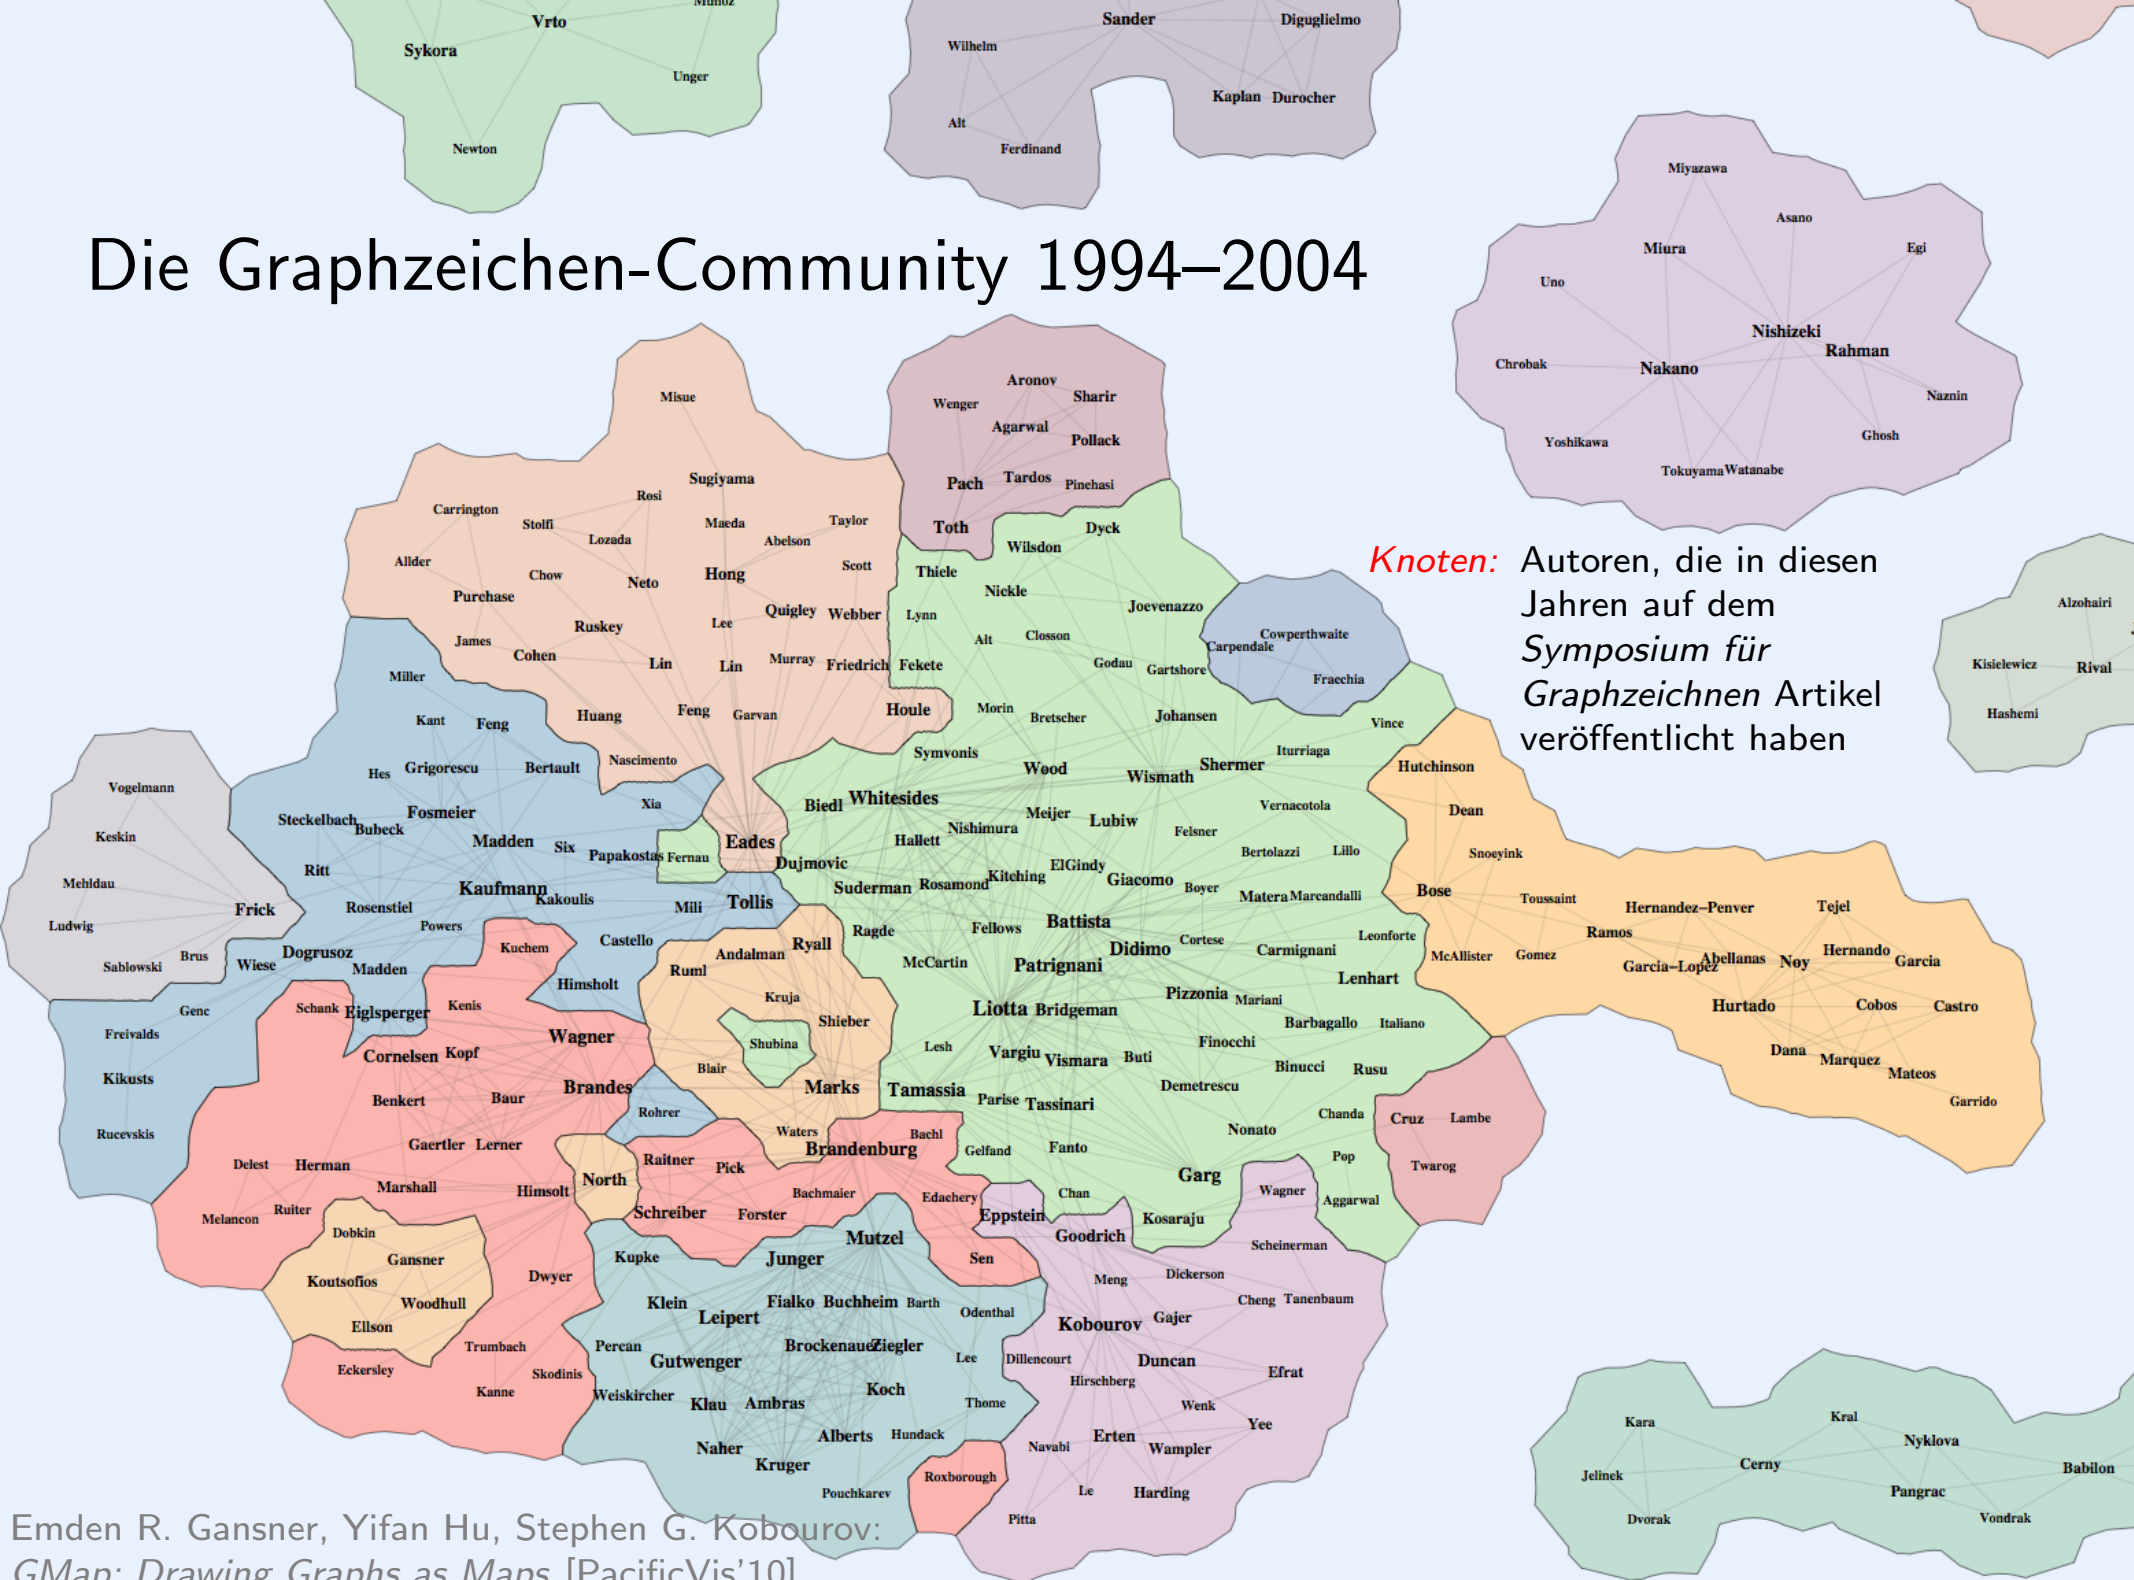 Munoz
Vrto
Sykora
Unger
Newton
Sander
Diguglielmo
Wilhelm
Kaplan Durocher
Alt
Ferdinand
Miyazawa
Asano
Miura
Egi
Uno
Nishizeki
Rahman
Chrobak
Nakano
Naznin
Yoshikawa
Ghosh
Tokuyama Watanabe
Die Graphzeichen-Community 1994–2004
Knoten: Autoren, die in diesen
Jahren auf dem
Symposium für
Graphzeichnen Artikel
veröffentlicht haben
Alzohairi
Kisielewicz
Rival
Hashemi
Misue
Sugiyama
Rosi
Carrington
Stolfi
Maeda
Taylor
Lozada
Abelson
Allder
Chow
Neto
Hong
Scott
Purchase
Quigley Webber
Ruskey
Lee
James
Cohen
Lin
Lin
Murray
Friedrich
Huang
Feng
Garvan
Houle
Nascimento
Eades
Aronov
Wenger
Sharir
Agarwal
Pollack
Pach
Tardos
Pinehasi
Toth
Dyck
Wilsdon
Thiele
Nickle
Lynn
Joevenazzo
Alt
Closson
Fekete
Godau
Gartshore
Morin
Bretscher
Johansen
Vince
Symvonis
Wood
Wismath
Shermer
Iturriaga
Biedl
Whitesides
Meijer
Lubiw
Vernacotola
Hallett
Nishimura
Felsner
Dujmovic
ElGindy
Bertolazzi
Lillo
Suderman
Rosamond
Kitching
Giacomo
Boyer
Matera
Marcandalli
Ragde
Fellows
Battista
Didimo
Cortese
Carmignani
Leonforte
McCartin
Patrignani
Lenhart
Liotta
Bridgeman
Pizzonia
Mariani
Barbagallo
Italiano
Lesh
Vargiu
Vismara
Buti
Finocchi
Binucci
Rusu
Tamassia
Parise
Tassinari
Demetrescu
Chanda
Nonato
Gelfand
Fanto
Garg
Pop
Chan
Kosaraju
Aggarwal
Cowperthwaite
Carpendale
Fraechia
Hutchinson
Dean
Snoeyink
Bose
Toussaint
Hernandez–Penver
Tejel
Ramos
McAllister
Gomez
Garcia–Lopez
Abellanas
Noy
Hernando
Garcia
Hurtado
Cobos
Castro
Dana
Marquez
Mateos
Garrido
Cruz
Lambe
Twarog
Miller
Kant
Feng
Hes
Grigorescu
Bertault
Xia
Steckelbach
Bubeck
Fosmeier
Madden
Six
Papakostas
Fernau
Ritt
Kaufmann
Kakoulis
Rosenstiel
Powers
Mili
Tollis
Castello
Wiese
Dogrusoz
Madden
Himsholt
Genc
Eiglsperger
Freivalds
Kikusts
Rucevskis
Rohrer
Vogelmann
Keskin
Mehldau
Frick
Ludwig
Brus
Sablowski
Andalman
Ryall
Ruml
Kruja
Shieber
Shubina
Blair
Marks
Waters
Kuchem
Schank
Kenis
Wagner
Cornelsen
Kopf
Brandes
Benkert
Baur
Gaertler
Lerner
Delest
Herman
Marshall
Himsolt
North
Melancon
Ruiter
Dwyer
Trumbach
Skodinis
Kanne
Eckersley
Dobkin
Gansner
Koutsofios
Woodhull
Ellson
Raitner
Pick
Brandenburg
Bachl
Bachmaier
Edachery
Schreiber
Forster
Sen
Mutzel
Kupke
Junger
Klein
Leipert
Fialko
Buchheim
Barth
Odenthal
Percan
Gutwenger
Brockenauer
Ziegler
Lee
Weiskircher
Klau
Ambras
Koch
Thome
Naher
Alberts
Hundack
Kruger
Pouchkarev
Roxborough
Eppstein
Goodrich
Wagner
Scheinerman
Meng
Dickerson
Kobourov
Gajer
Cheng
Tanenbaum
Dillencourt
Duncan
Hirschberg
Efrat
Wenk
Navabi
Erten
Wampler
Yee
Le
Harding
Pitta
Kara
Kral
Nyklova
Jelinek
Cerny
Babilon
Pangrac
Dvorak
Vondrak
Emden R. Gansner, Yifan Hu, Stephen G. Kobourov:
GMap: Drawing Graphs as Maps [PacificVis'10]